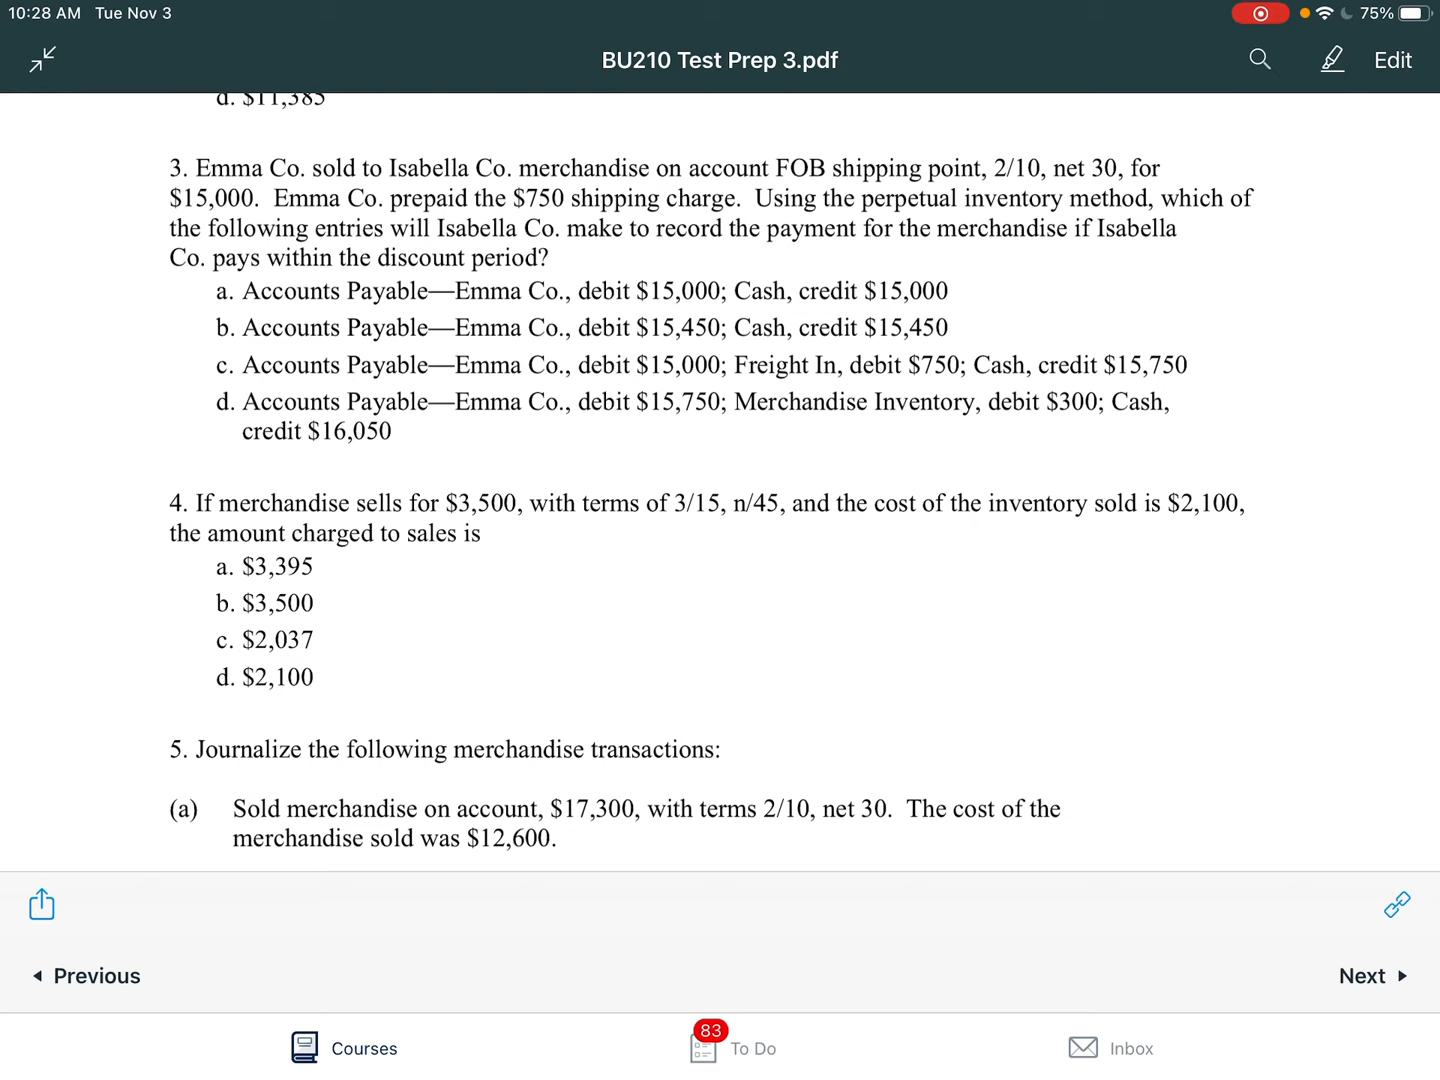 10:28 AM Tue Nov 3
75%
BU210 Test Prep 3.pdf
Edit
d. $11,385
3. Emma Co. sold to Isabella Co. merchandise on account FOB shipping point, 2/10, net 30, for
$15,000. Emma Co. prepaid the $750 shipping charge. Using the perpetual inventory method, which of
the following entries will Isabella Co. make to record the payment for the merchandise if Isabella
Co. pays within the discount period?
a. Accounts Payable—Emma Co., debit $15,000; Cash, credit $15,000
b. Accounts Payable—Emma Co., debit $15,450; Cash, credit $15,450
c. Accounts Payable—Emma Co., debit $15,000; Freight In, debit $750; Cash, credit $15,750
d. Accounts Payable—Emma Co., debit $15,750; Merchandise Inventory, debit $300; Cash,
credit $16,050
4. If merchandise sells for $3,500, with terms of 3/15, n/45, and the cost of the inventory sold is $2,100,
the amount charged to sales is
a. $3,395
b. $3,500
c. $2,037
d. $2,100
5. Journalize the following merchandise transactions:
(a) Sold merchandise on account, $17,300, with terms 2/10, net 30. The cost of the
merchandise sold was $12,600.
Previous
Next
Courses
83
To Do
Inbox